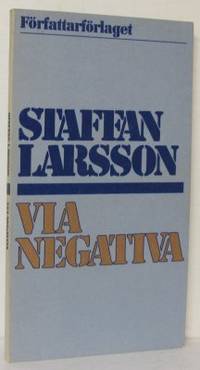 Författarförlaget
STAFFAN
LARSSON
VIA
NEGATIVA